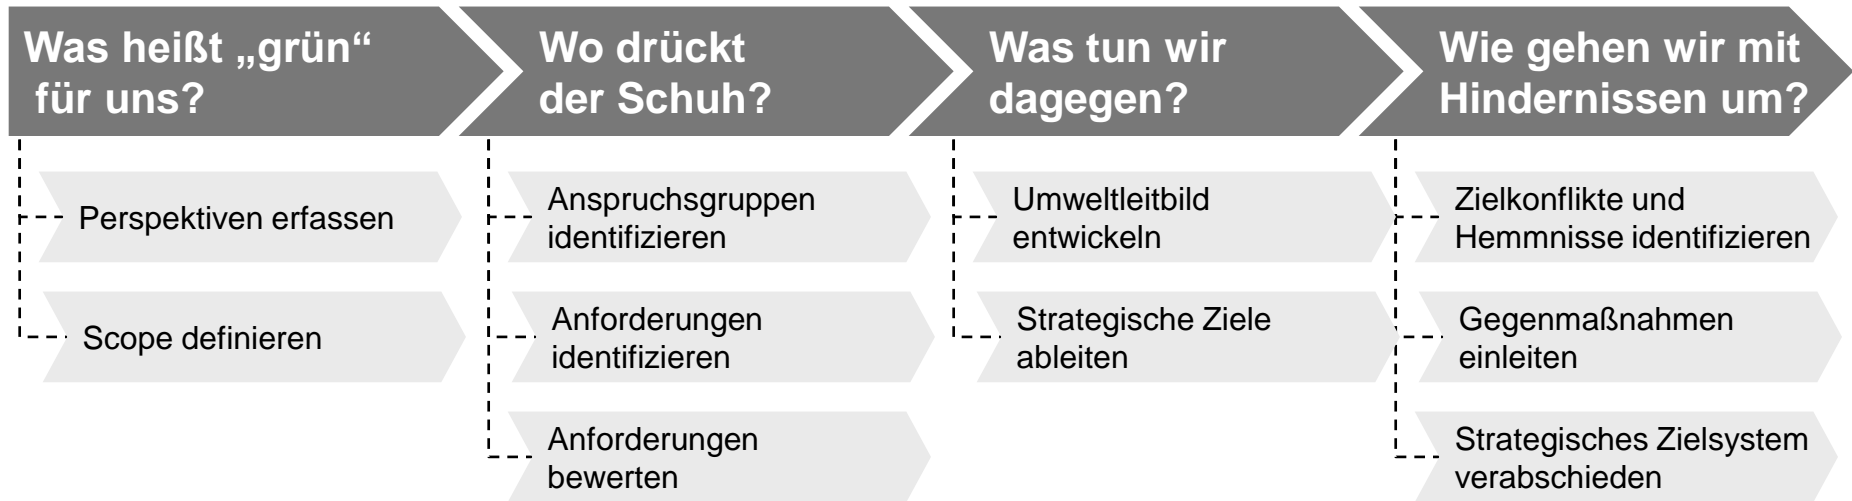 Was heißt „grün“
für uns?
Wo drückt
der Schuh?
Was tun wir
dagegen?
Wie gehen wir mit
Hindernissen um?
Perspektiven erfassen
Scope definieren
Anspruchsgruppen
identifizieren
Anforderungen
identifizieren
Anforderungen
bewerten
Umweltleitbild
entwickeln
Strategische Ziele
ableiten
Zielkonflikte und
Hemmnisse identifizieren
Gegenmaßnahmen
einleiten
Strategisches Zielsystem
verabschieden